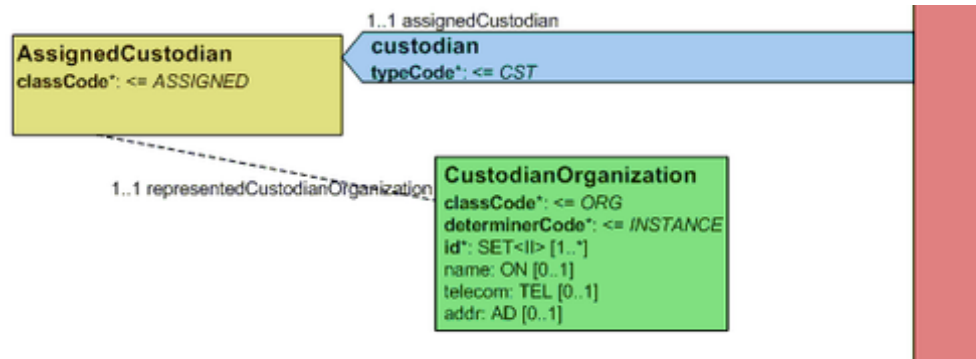 1..1 assignedCustodian
AssignedCustodian
classCode*: <= ASSIGNED
custodian
typeCode*: <= CST
1..1 representedCustodianOrganization
CustodianOrganization
classCode*: <= ORG
determinerCode*: <= INSTANCE
id*: SET<II> [1..*]
name: ON [0..1]
telecom: TEL [0..1]
addr: AD [0..1]